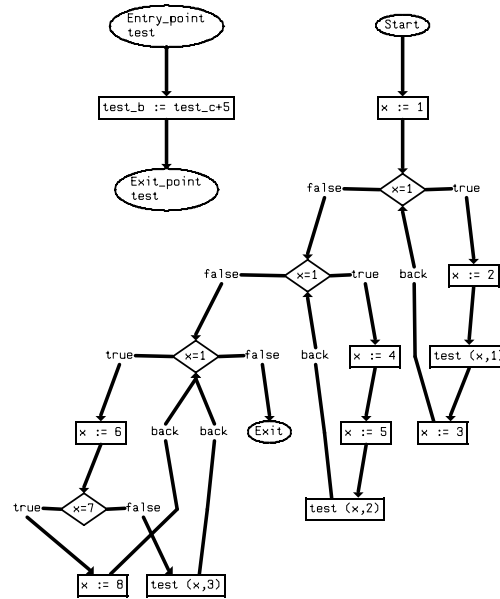 Entry_point
test
Start
test_b := test_c+5
x := 1
Exit_point
test
false
x=1
true
false
x=1
true
back
x := 2
true
x=1
false
back
x := 4
test (x,1)
x := 6
back
back
Exit
x := 5
x := 3
true
x=7
false
test (x,2)
x := 8
test (x,3)